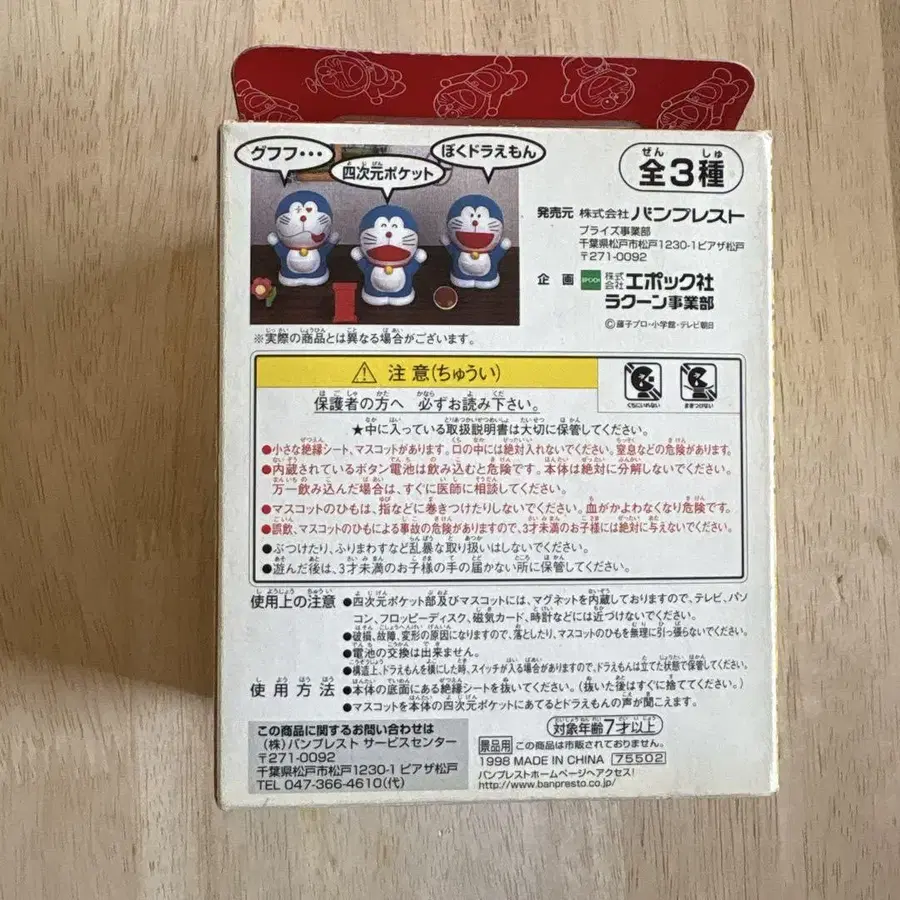 グフフ・・・
四次元ポケット
ぼくドラえもん
全3種
発売元 株式会社 バンプレスト
プライズ事業部
千葉県松戸市松戸1230-1ピアザ松戸
〒271-0092
企画 EPOCH 株式会社 エポック社
ラクーン事業部
©藤子プロ・小学館・テレビ朝日
※実際の商品とは異なる場合がございます。
注意(ちゅうい)
くちにいれない
まきつけない
保護者の方へ 必ずお読み下さい。
★中に入っている取扱説明書は大切に保管してください。
●小さな絶縁シート、マスコットがあります。口の中には絶対入れないでください。窒息などの危険があります。
●内蔵されているボタン電池は飲み込むと危険です。本体は絶対に分解しないでください。
万一飲み込んだ場合は、すぐに医師に相談してください。
●マスコットのひもは、指などに巻きつけたりしないでください。血がかよわなくなり危険です。
●誤飲、マスコットのひもによる事故の危険がありますので、3才未満のお子様には絶対に与えないでください。
●ぶつけたり、ふりまわすなど乱暴な取り扱いはしないでください。
●遊んだ後は、3才未満のお子様の手の届かない所に保管してください。
使用上の注意 ●四次元ポケット部及びマスコットには、マグネットを内蔵しておりますので、テレビ、パソ
コン、フロッピーディスク、磁気カード、時計などには近づけないでください。
●破損、故障、変形の原因になりますので、落としたり、マスコットのひもを無理に引っ張らないでください。
●電池の交換は出来ません。
●構造上、ドラえもんを横にした時、スイッチが入る場合がありますので、ドラえもんは立てた状態で保管してください。
使用方法 ●本体の底面にある絶縁シートを抜いてください。(抜いた後はすぐに捨ててください。)
●マスコットを本体の四次元ポケットにあてるとドラえもんの声が聞こえます。
この商品に関するお問い合わせは
(株)バンプレスト サービスセンター
〒271-0092
千葉県松戸市松戸1230-1 ピアザ松戸
TEL 047-366-4610(代)
対象年齢7才以上
景品用 この商品は市販されておりません。
1998 MADE IN CHINA 75502
バンプレストホームページへアクセス!
http://www.banpresto.co.jp/